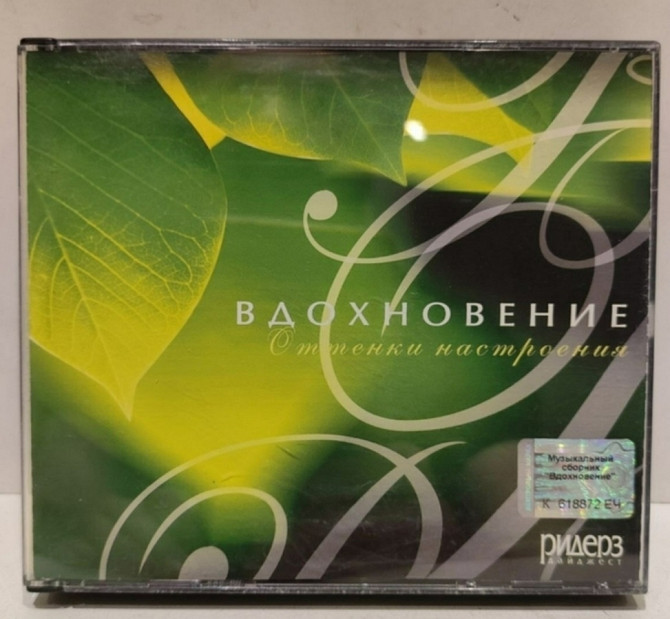 ВДОХНОВЕНИЕ
Оттенки настроения
Музыкальный
сборник
"Вдохновение"
К 618872 ЕЧ
ридерз
дайджест